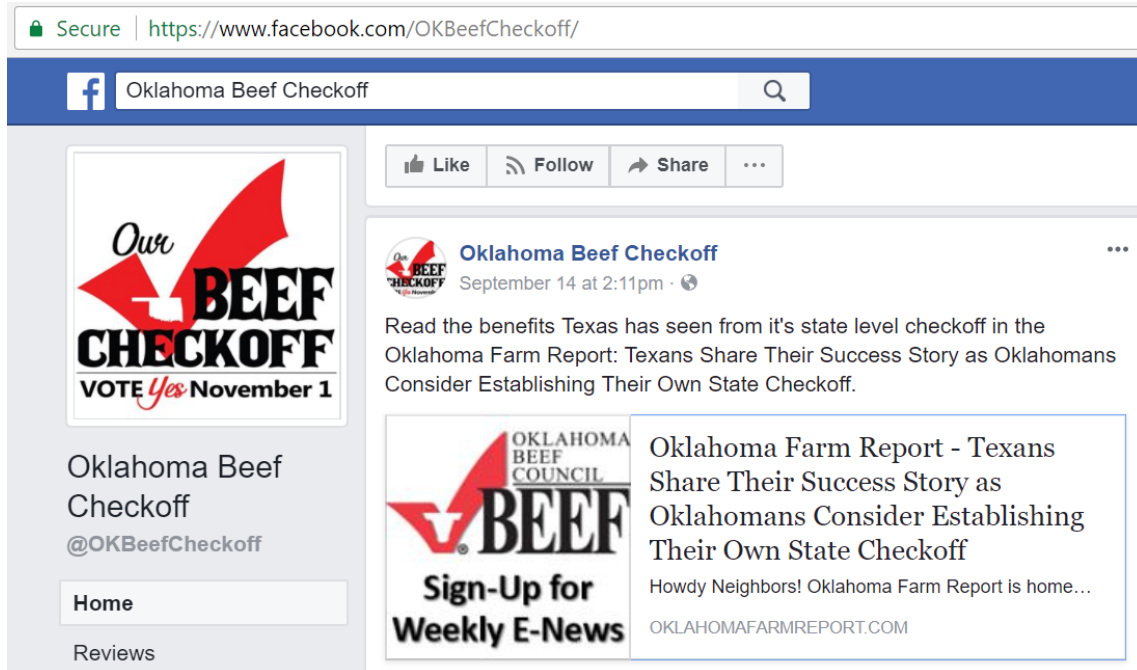 Secure https://www.facebook.com/OKBeefCheckoff/
Oklahoma Beef Checkoff
Our
BEEF
CHECKOFF
VOTE Yes November 1
Oklahoma Beef
Checkoff
@OKBeefCheckoff
Home
Reviews
Like Follow Share ...
Our
BEEF
CHECKOFF
Oklahoma Beef Checkoff
September 14 at 2:11pm ·
Read the benefits Texas has seen from it's state level checkoff in the
Oklahoma Farm Report: Texans Share Their Success Story as Oklahomans
Consider Establishing Their Own State Checkoff.
OKLAHOMA
BEEF
COUNCIL
BEEF
®
Sign-Up for
Weekly E-News
Oklahoma Farm Report - Texans
Share Their Success Story as
Oklahomans Consider Establishing
Their Own State Checkoff
Howdy Neighbors! Oklahoma Farm Report is home…
OKLAHOMAFARMREPORT.COM